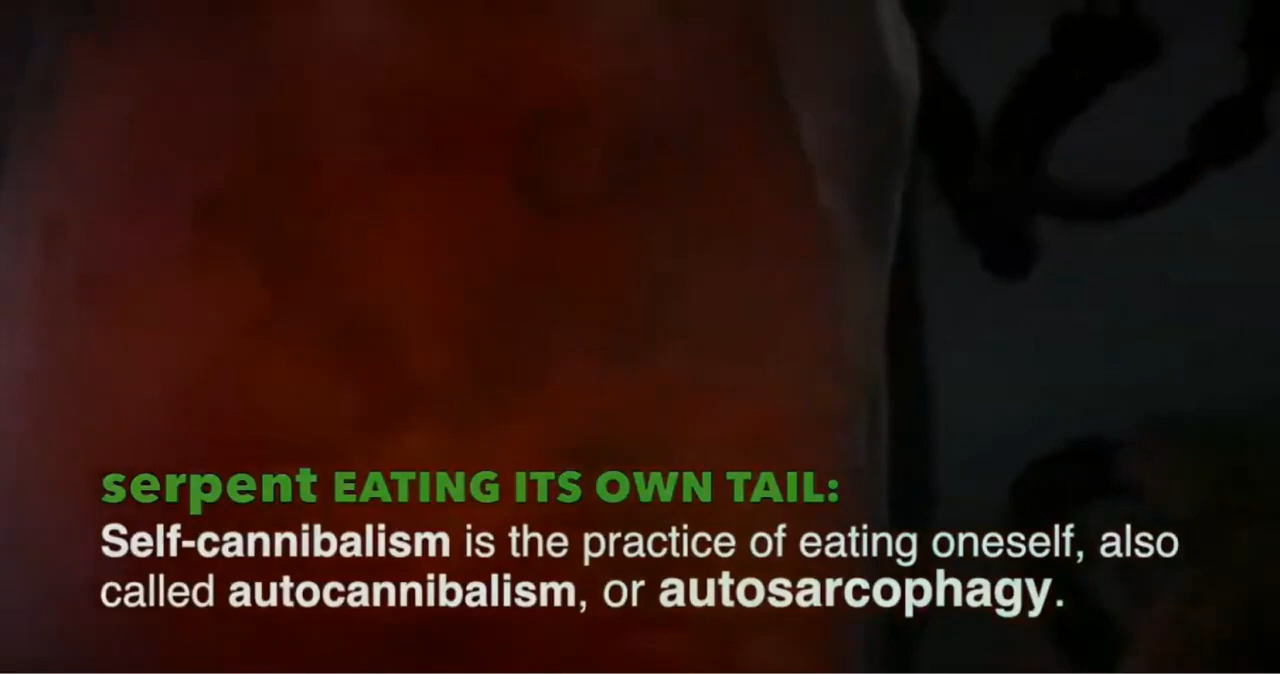 serpent EATING ITS OWN TAIL:
Self-cannibalism is the practice of eating oneself, also
called autocannibalism, or autosarcophagy.